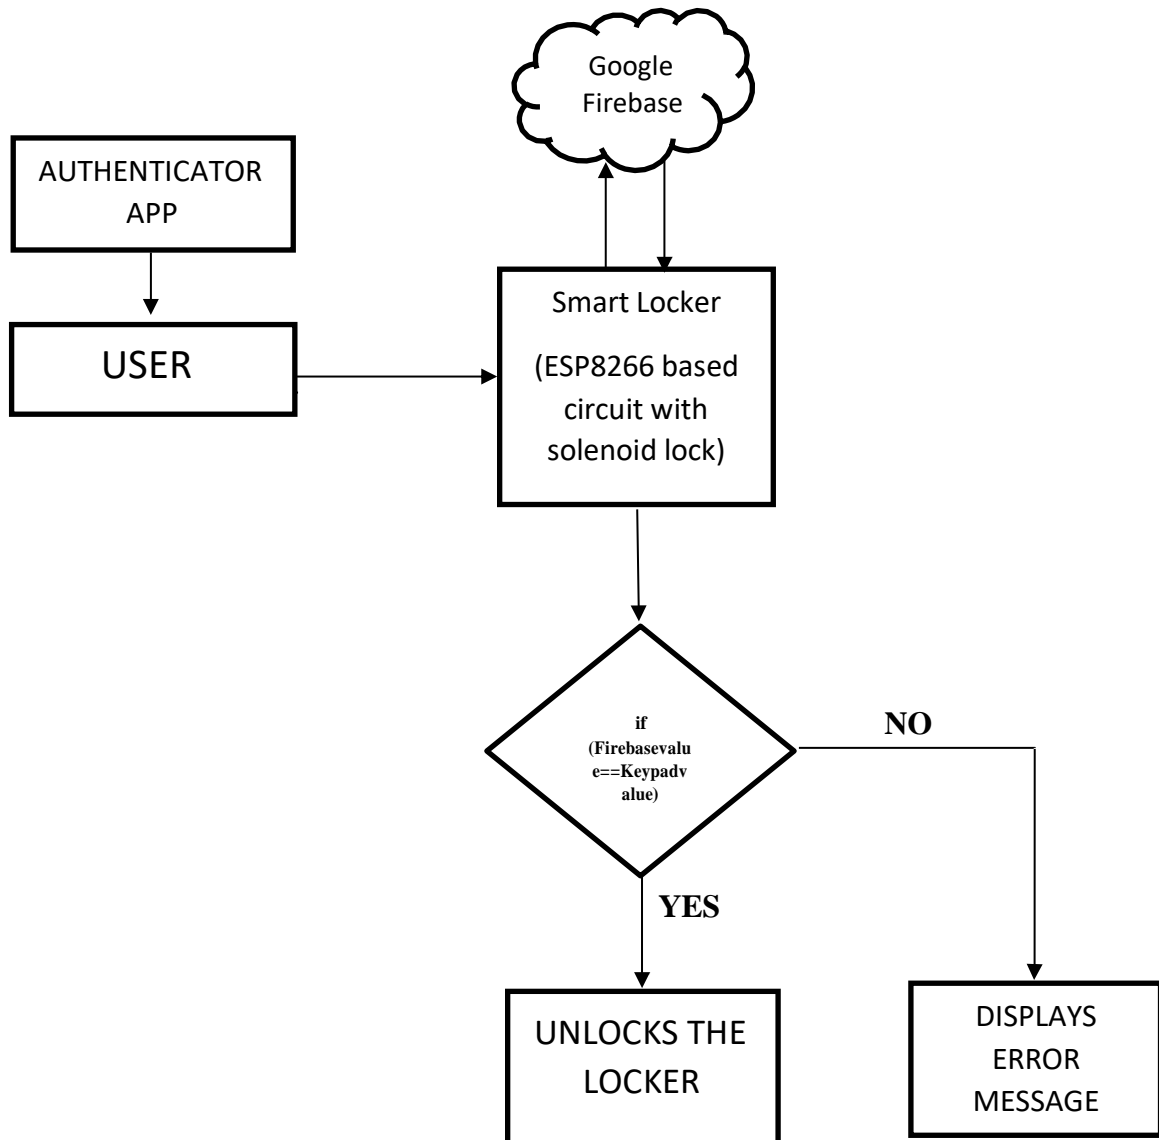 Google
Firebase
AUTHENTICATOR
APP
USER
Smart Locker
(ESP8266 based
circuit with
solenoid lock)
if
(Firebasevalu
e==Keypadv
alue)
NO
YES
UNLOCKS THE
LOCKER
DISPLAYS
ERROR
MESSAGE